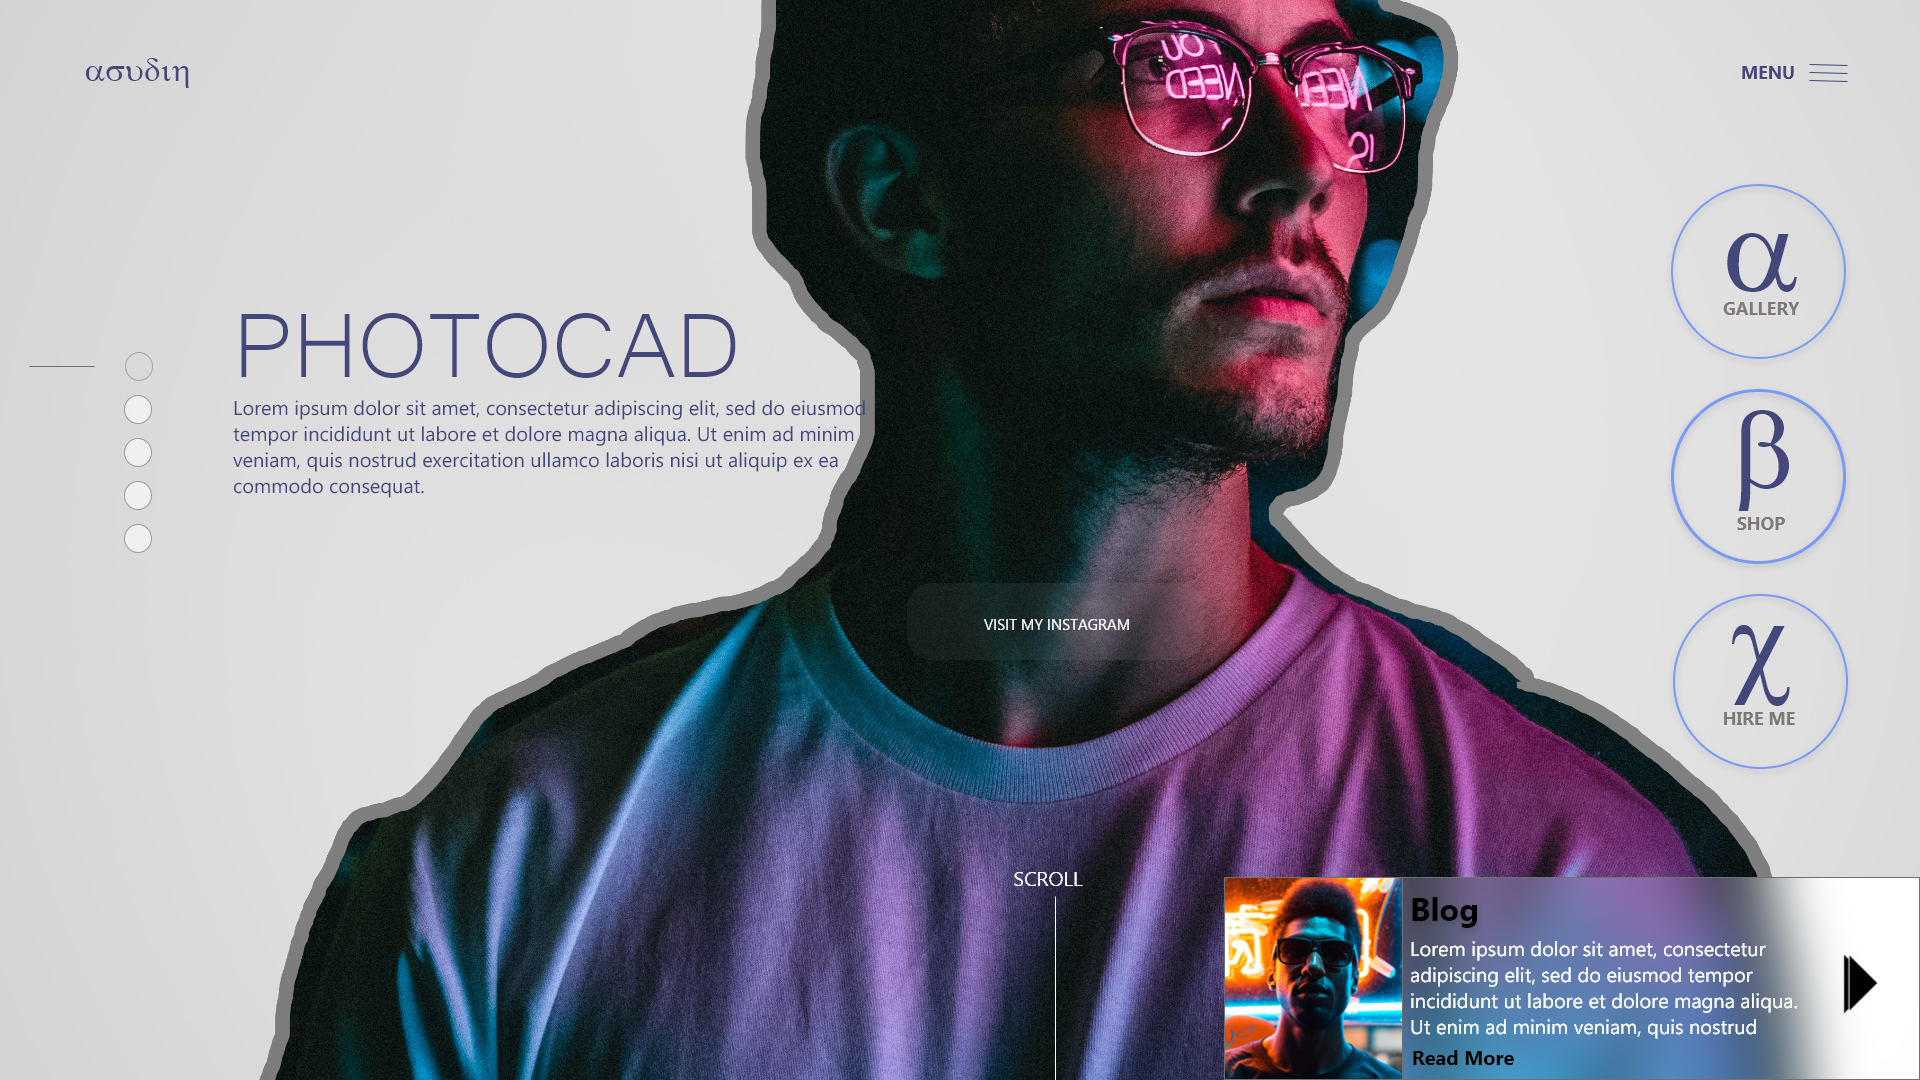 ασυδιη
MENU
PHOTOCAD
Lorem ipsum dolor sit amet, consectetur adipiscing elit, sed do eiusmod
tempor incididunt ut labore et dolore magna aliqua. Ut enim ad minim
veniam, quis nostrud exercitation ullamco laboris nisi ut aliquip ex ea
commodo consequat.
α
GALLERY
β
SHOP
χ
HIRE ME
VISIT MY INSTAGRAM
SCROLL
Blog
Lorem ipsum dolor sit amet, consectetur
adipiscing elit, sed do eiusmod tempor
incididunt ut labore et dolore magna aliqua.
Ut enim ad minim veniam, quis nostrud
Read More